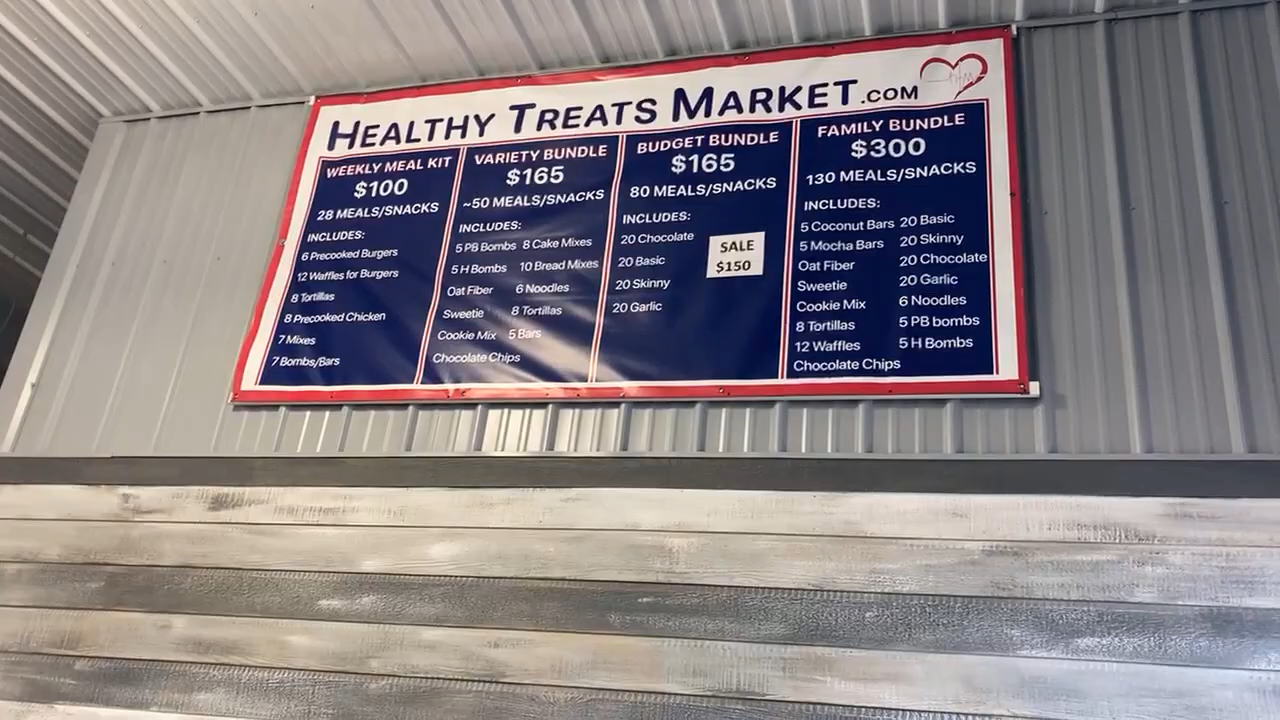 HEALTHY TREATS MARKET.COM
HM
WEEKLY MEAL KIT
$100
28 MEALS/SNACKS
INCLUDES:
6 Precooked Burgers
12 Waffles for Burgers
8 Tortillas
8 Precooked Chicken
7 Mixes
7 Bombs/Bars
VARIETY BUNDLE
$165
~50 MEALS/SNACKS
INCLUDES:
5 PB Bombs 8 Cake Mixes
5 H Bombs 10 Bread Mixes
Oat Fiber 6 Noodles
Sweetie 8 Tortillas
Cookie Mix 5 Bars
Chocolate Chips
BUDGET BUNDLE
$165
80 MEALS/SNACKS
INCLUDES:
20 Chocolate
20 Basic
20 Skinny
20 Garlic
SALE
$150
FAMILY BUNDLE
$300
130 MEALS/SNACKS
INCLUDES:
5 Coconut Bars 20 Basic
5 Mocha Bars 20 Skinny
Oat Fiber 20 Chocolate
Sweetie 20 Garlic
Cookie Mix 6 Noodles
8 Tortillas 5 PB bombs
12 Waffles 5 H Bombs
Chocolate Chips